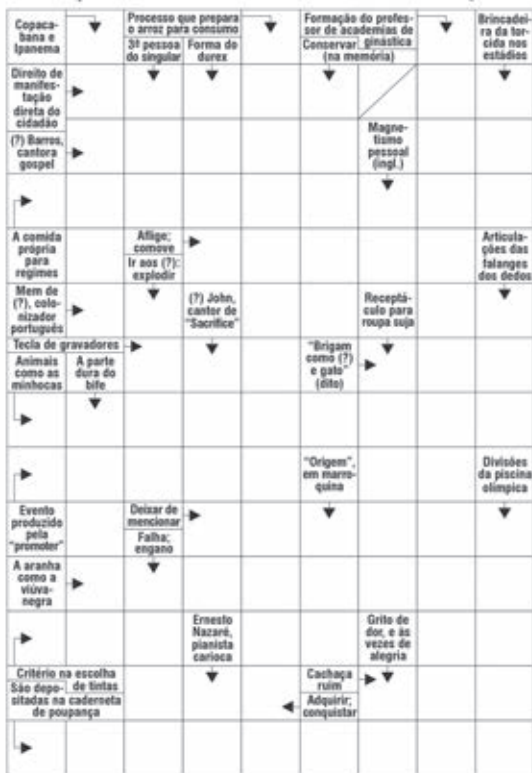 Copaca-
bana e
Ipanema
Processo que prepara
o arroz para consumo
3ª pessoa
do singular
Forma do
durex
Formação do profes-
sor de academias de
ginástica
Conservar
(na memória)
Brincadei-
ra da tor-
cida nos
estádios
Direito de
manifes-
tação
direta do
cidadão
(?) Barros,
cantora
gospel
Magne-
tismo
pessoal
(ingl.)
A comida
própria
para
regimes
Aflige;
comove
Ir aos (?):
explodir
Articula-
ções das
falanges
dos dedos
Mem de
(?), colo-
nizador
português
(?) John,
cantor de
"Sacrifice"
Receptá-
culo para
roupa suja
Tecla de gravadores
Animais
como as
minhocas
A parte
dura do
bife
"Brigam
como (?)
e gato"
(dito)
"Origem",
em marro-
quina
Divisões
da piscina
olímpica
Evento
produzido
pela
"promoter"
Deixar de
mencionar
Falha;
engano
A aranha
como a
viúva-
negra
Ernesto
Nazaré,
pianista
carioca
Grito de
dor, e às
vezes de
alegria
Critério na escolha
de tintas
São depo-
sitadas na caderneta
de poupança
Cachaça
ruim
Adquirir;
conquistar